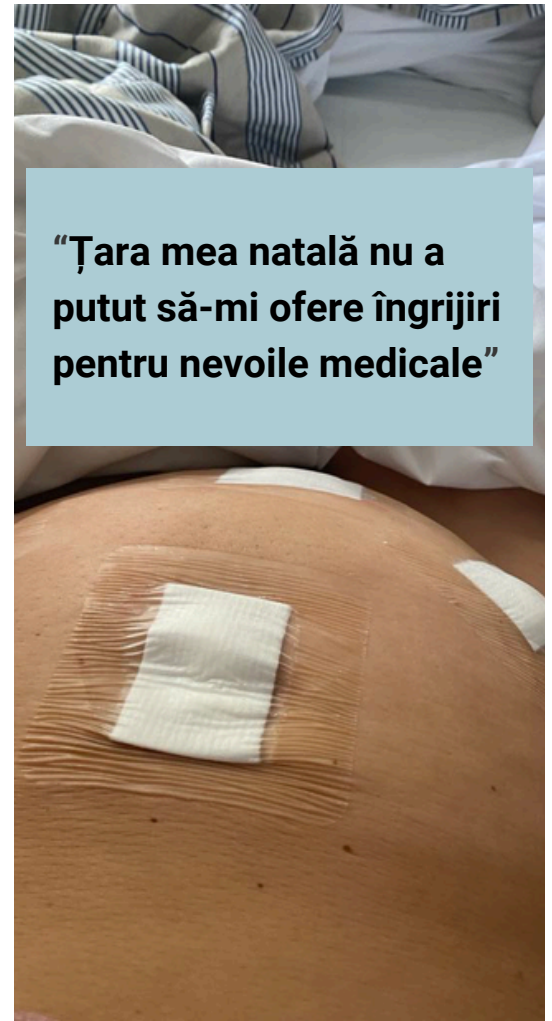 “Țara mea natală nu a
putut să-mi ofere îngrijiri
pentru nevoile medicale”